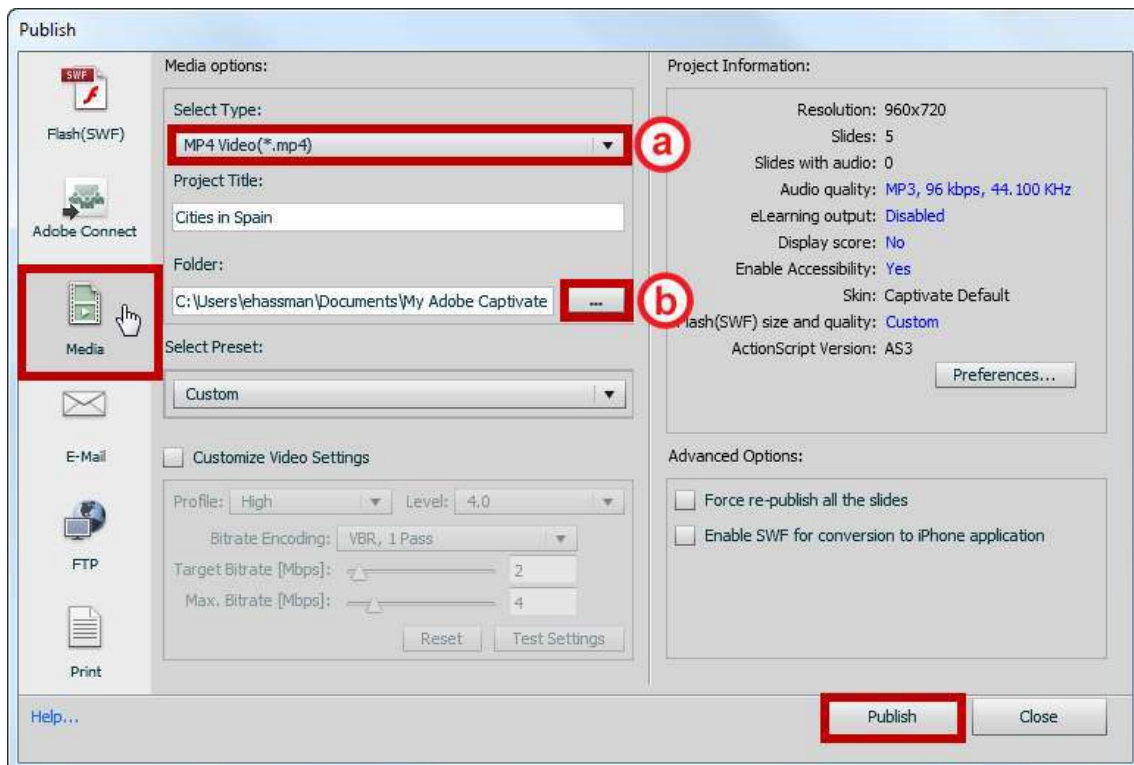 Publish
SWF
Flash(SWF)
Adobe Connect
Media
E-Mail
FTP
Print
Help...
Media options:
Select Type:
MP4 Video(*.mp4)
a
Project Title:
Cities in Spain
Folder:
C:\Users\ehassman\Documents\My Adobe Captivate
...
b
Select Preset:
Custom
Customize Video Settings
Profile: High Level: 4.0
Bitrate Encoding: VBR, 1 Pass
Target Bitrate [Mbps]: 2
Max. Bitrate [Mbps]: 4
Reset Test Settings
Project Information:
Resolution: 960x720
Slides: 5
Slides with audio: 0
Audio quality: MP3, 96 kbps, 44.100 KHz
eLearning output: Disabled
Display score: No
Enable Accessibility: Yes
Skin: Captivate Default
lash(SWF) size and quality: Custom
ActionScript Version: AS3
Preferences...
Advanced Options:
Force re-publish all the slides
Enable SWF for conversion to iPhone application
Publish Close